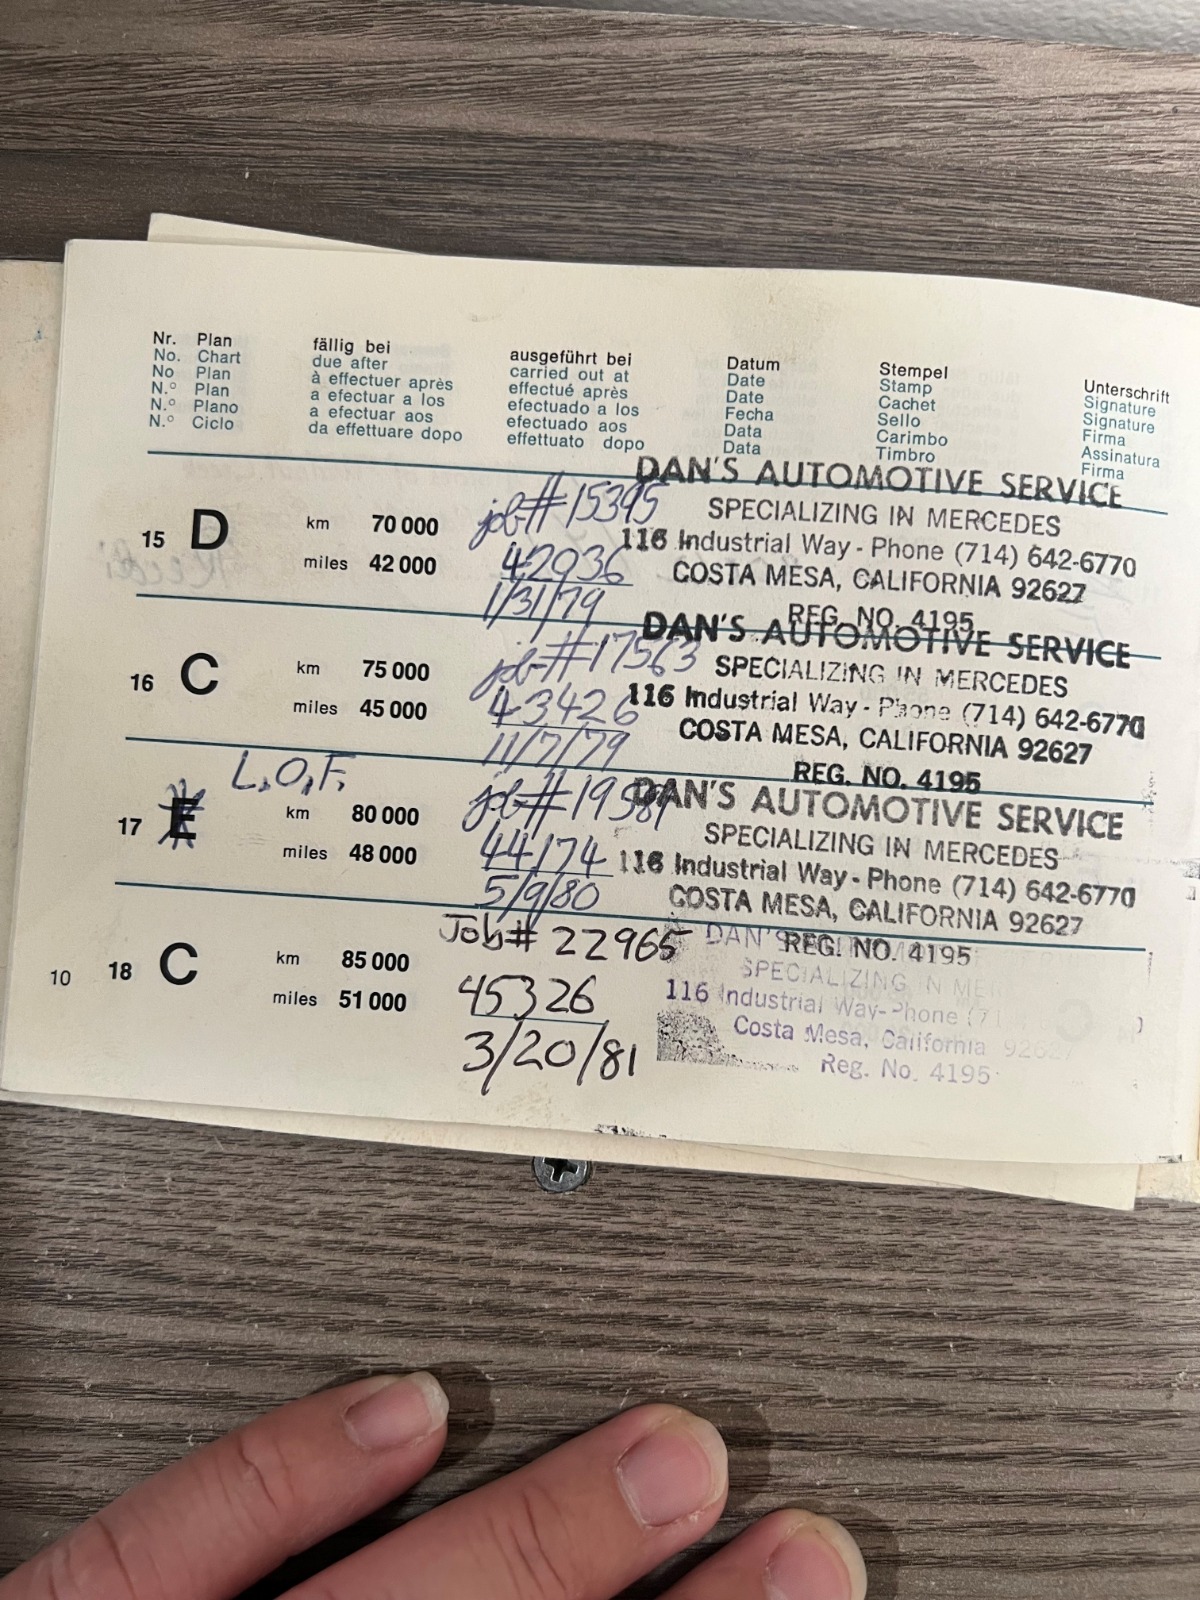 Nr. Plan fällig bei ausgeführt bei Datum Stempel Unterschrift
No. Chart due after carried out at Date Stamp Signature
No Plan à effectuer après effectué après Date Cachet Signature
N.° Plan a efectuar a los efectuado a los Fecha Sello Firma
N.° Plano a efectuar aos efectuado aos Data Carimbo Assinatura
N.° Ciclo da effettuare dopo effettuato dopo Data Timbro Firma
15 D km 70 000 job# 15395
miles 42 000 42936
1/31/79
DAN'S AUTOMOTIVE SERVICE
SPECIALIZING IN MERCEDES
116 Industrial Way - Phone (714) 642-6770
COSTA MESA, CALIFORNIA 92627
REG. NO. 4195
16 C km 75 000 job# 17563
miles 45 000 43426
11/7/79
DAN'S AUTOMOTIVE SERVICE
SPECIALIZING IN MERCEDES
116 Industrial Way - Phone (714) 642-6770
COSTA MESA, CALIFORNIA 92627
REG. NO. 4195
L.O.F.
17 E km 80 000 job# 19581
miles 48 000 44174
5/9/80
DAN'S AUTOMOTIVE SERVICE
SPECIALIZING IN MERCEDES
116 Industrial Way - Phone (714) 642-6770
COSTA MESA, CALIFORNIA 92627
REG. NO. 4195
10 18 C km 85 000 Job# 22965
miles 51 000 45326
3/20/81
DAN'S
SPECIALIZING IN
116 Industrial Way-Phone
Costa Mesa, California 92627
Reg. No. 4195